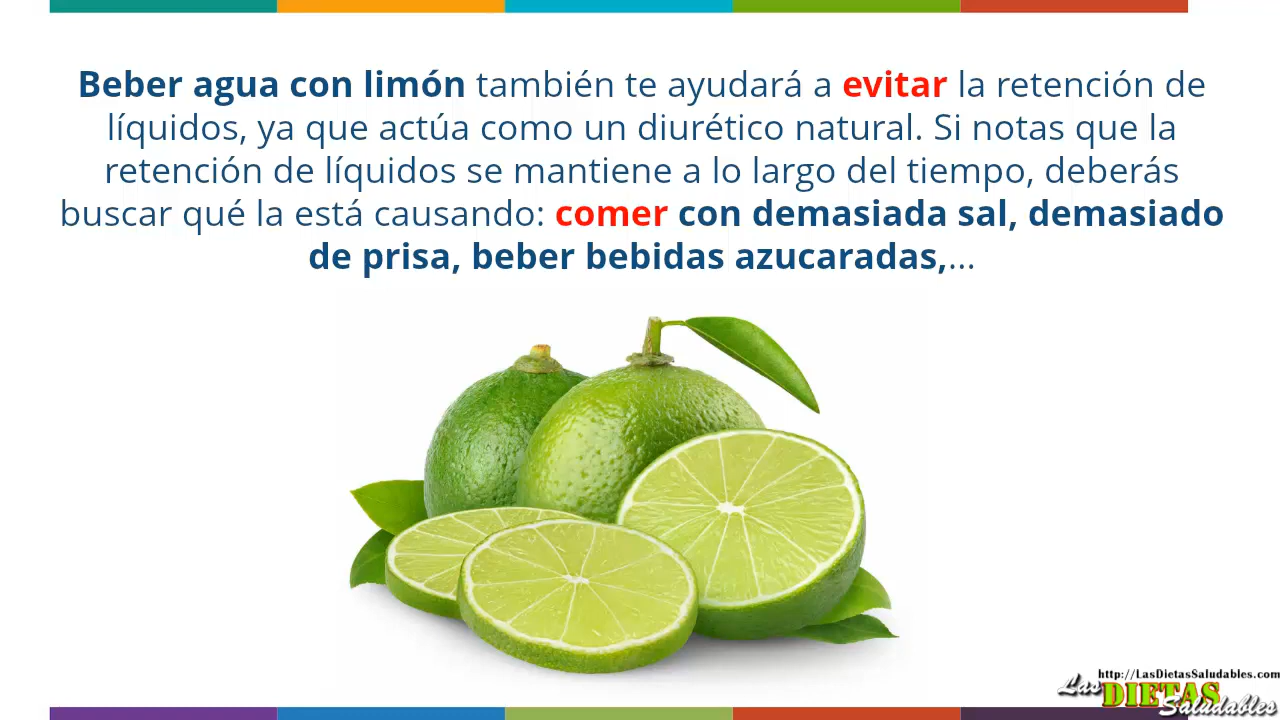 Beber agua con limón también te ayudará a evitar la retención de
líquidos, ya que actúa como un diurético natural. Si notas que la
retención de líquidos se mantiene a lo largo del tiempo, deberás
buscar qué la está causando: comer con demasiada sal, demasiado
de prisa, beber bebidas azucaradas,...
http://LasDietasSaludables.com
Las DIETAS
Saludables